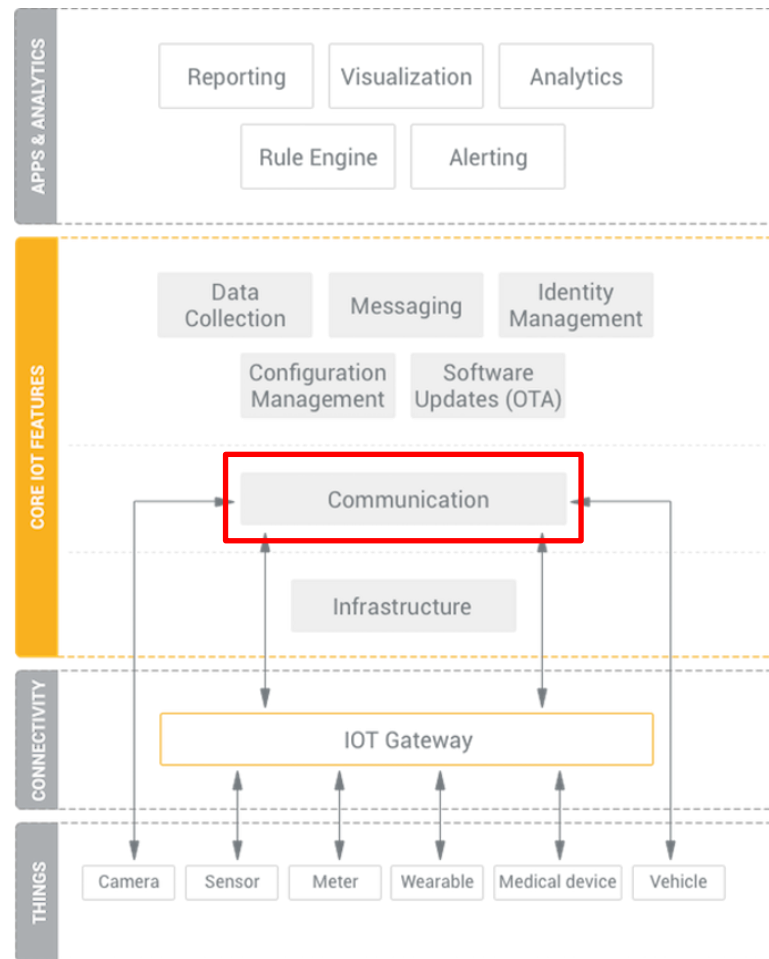 APPS & ANALYTICS
Reporting
Visualization
Analytics
Rule Engine
Alerting
CORE IOT FEATURES
Data
Collection
Messaging
Identity
Management
Configuration
Management
Software
Updates (OTA)
Communication
Infrastructure
CONNECTIVITY
IOT Gateway
THINGS
Camera
Sensor
Meter
Wearable
Medical device
Vehicle